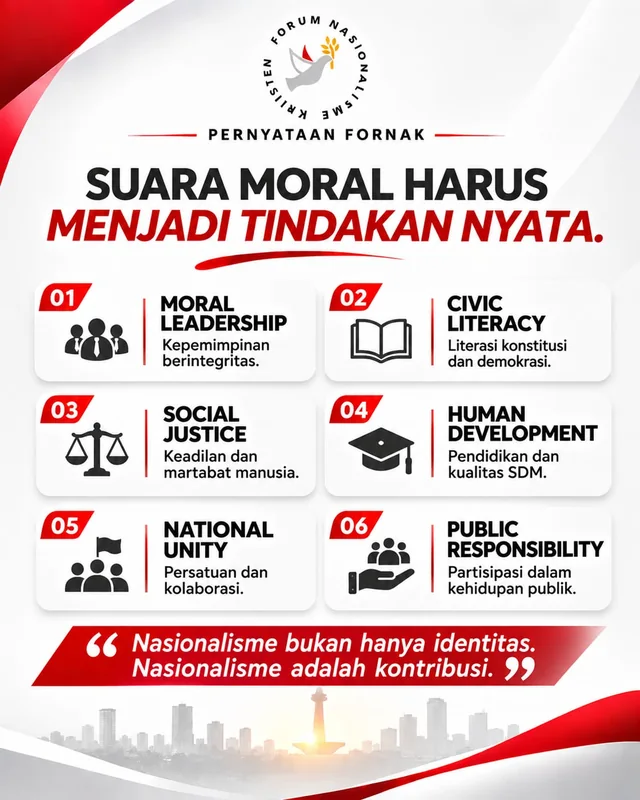 FORUM NASIONALISME KRIISTEN
PERNYATAAN FORNAK
SUARA MORAL HARUS
MENJADI TINDAKAN NYATA.
01
MORAL
LEADERSHIP
Kepemimpinan
berintegritas.
02
CIVIC
LITERACY
Literasi konstitusi
dan demokrasi.
03
SOCIAL
JUSTICE
Keadilan dan
martabat manusia.
04
HUMAN
DEVELOPMENT
Pendidikan dan
kualitas SDM.
05
NATIONAL
UNITY
Persatuan dan
kolaborasi.
06
PUBLIC
RESPONSIBILITY
Partisipasi dalam
kehidupan publik.
“ Nasionalisme bukan hanya identitas.
Nasionalisme adalah kontribusi. ”